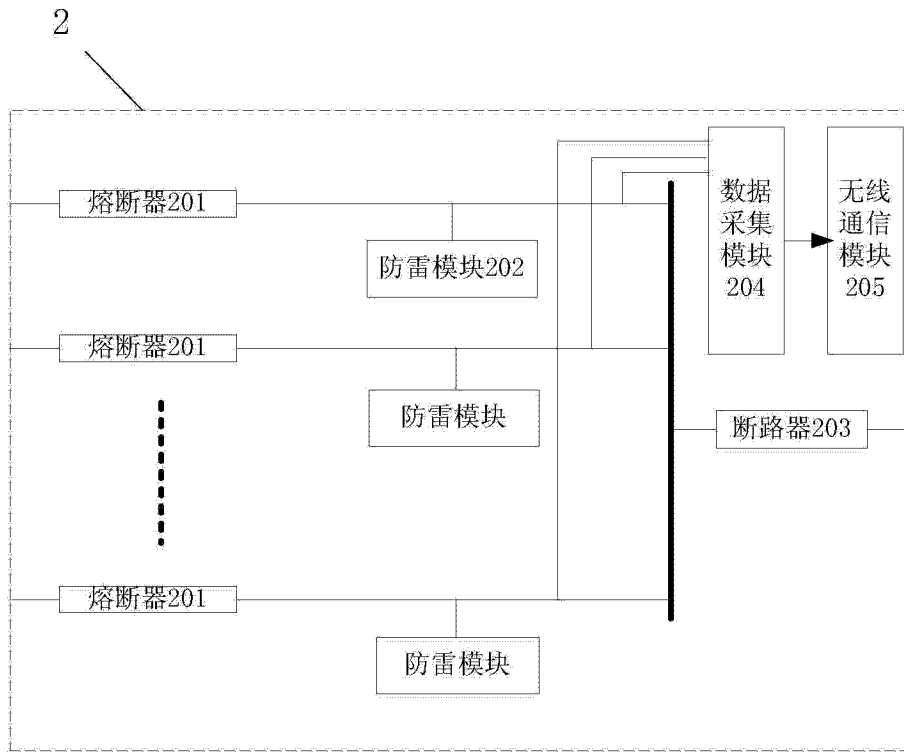 2
熔断器201
防雷模块202
数据
采集
模块
204
无线
通信
模块
205
熔断器201
防雷模块
断路器203
熔断器201
防雷模块